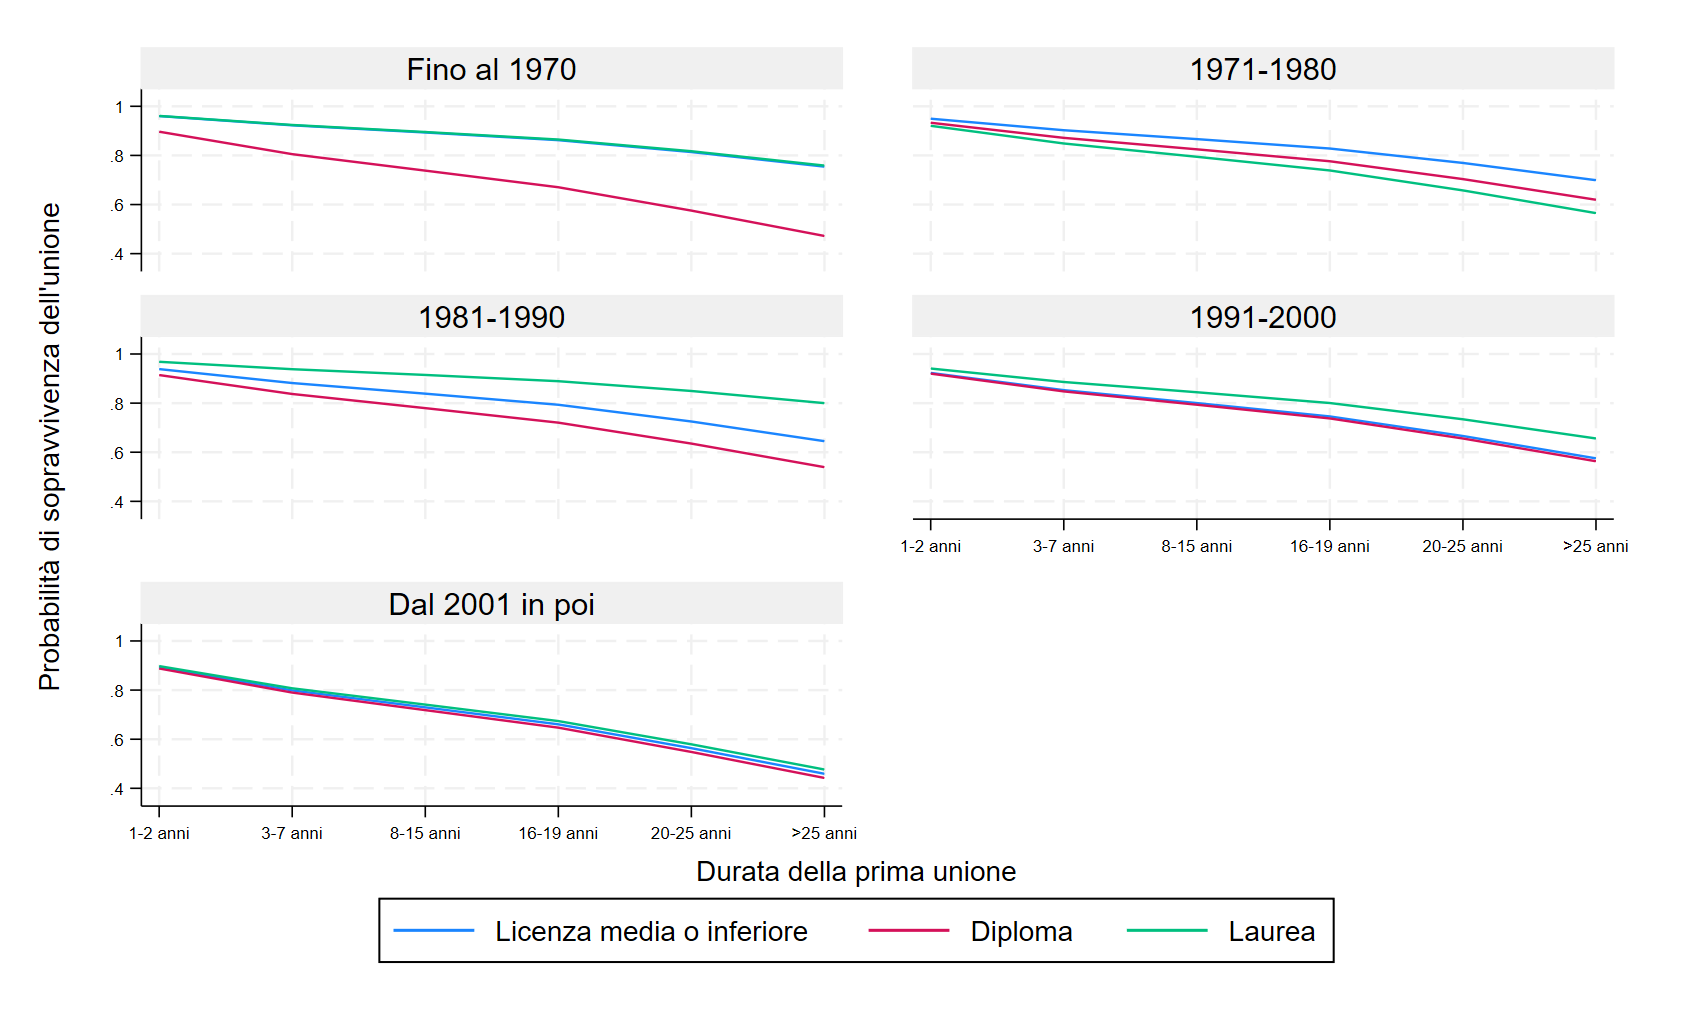 Probabilità di sopravvivenza dell'unione
Fino al 1970
1
.8
.6
.4
1971-1980
1981-1990
1
.8
.6
.4
1991-2000
1-2 anni 3-7 anni 8-15 anni 16-19 anni 20-25 anni >25 anni
Dal 2001 in poi
1
.8
.6
.4
1-2 anni 3-7 anni 8-15 anni 16-19 anni 20-25 anni >25 anni
Durata della prima unione
Licenza media o inferiore Diploma Laurea